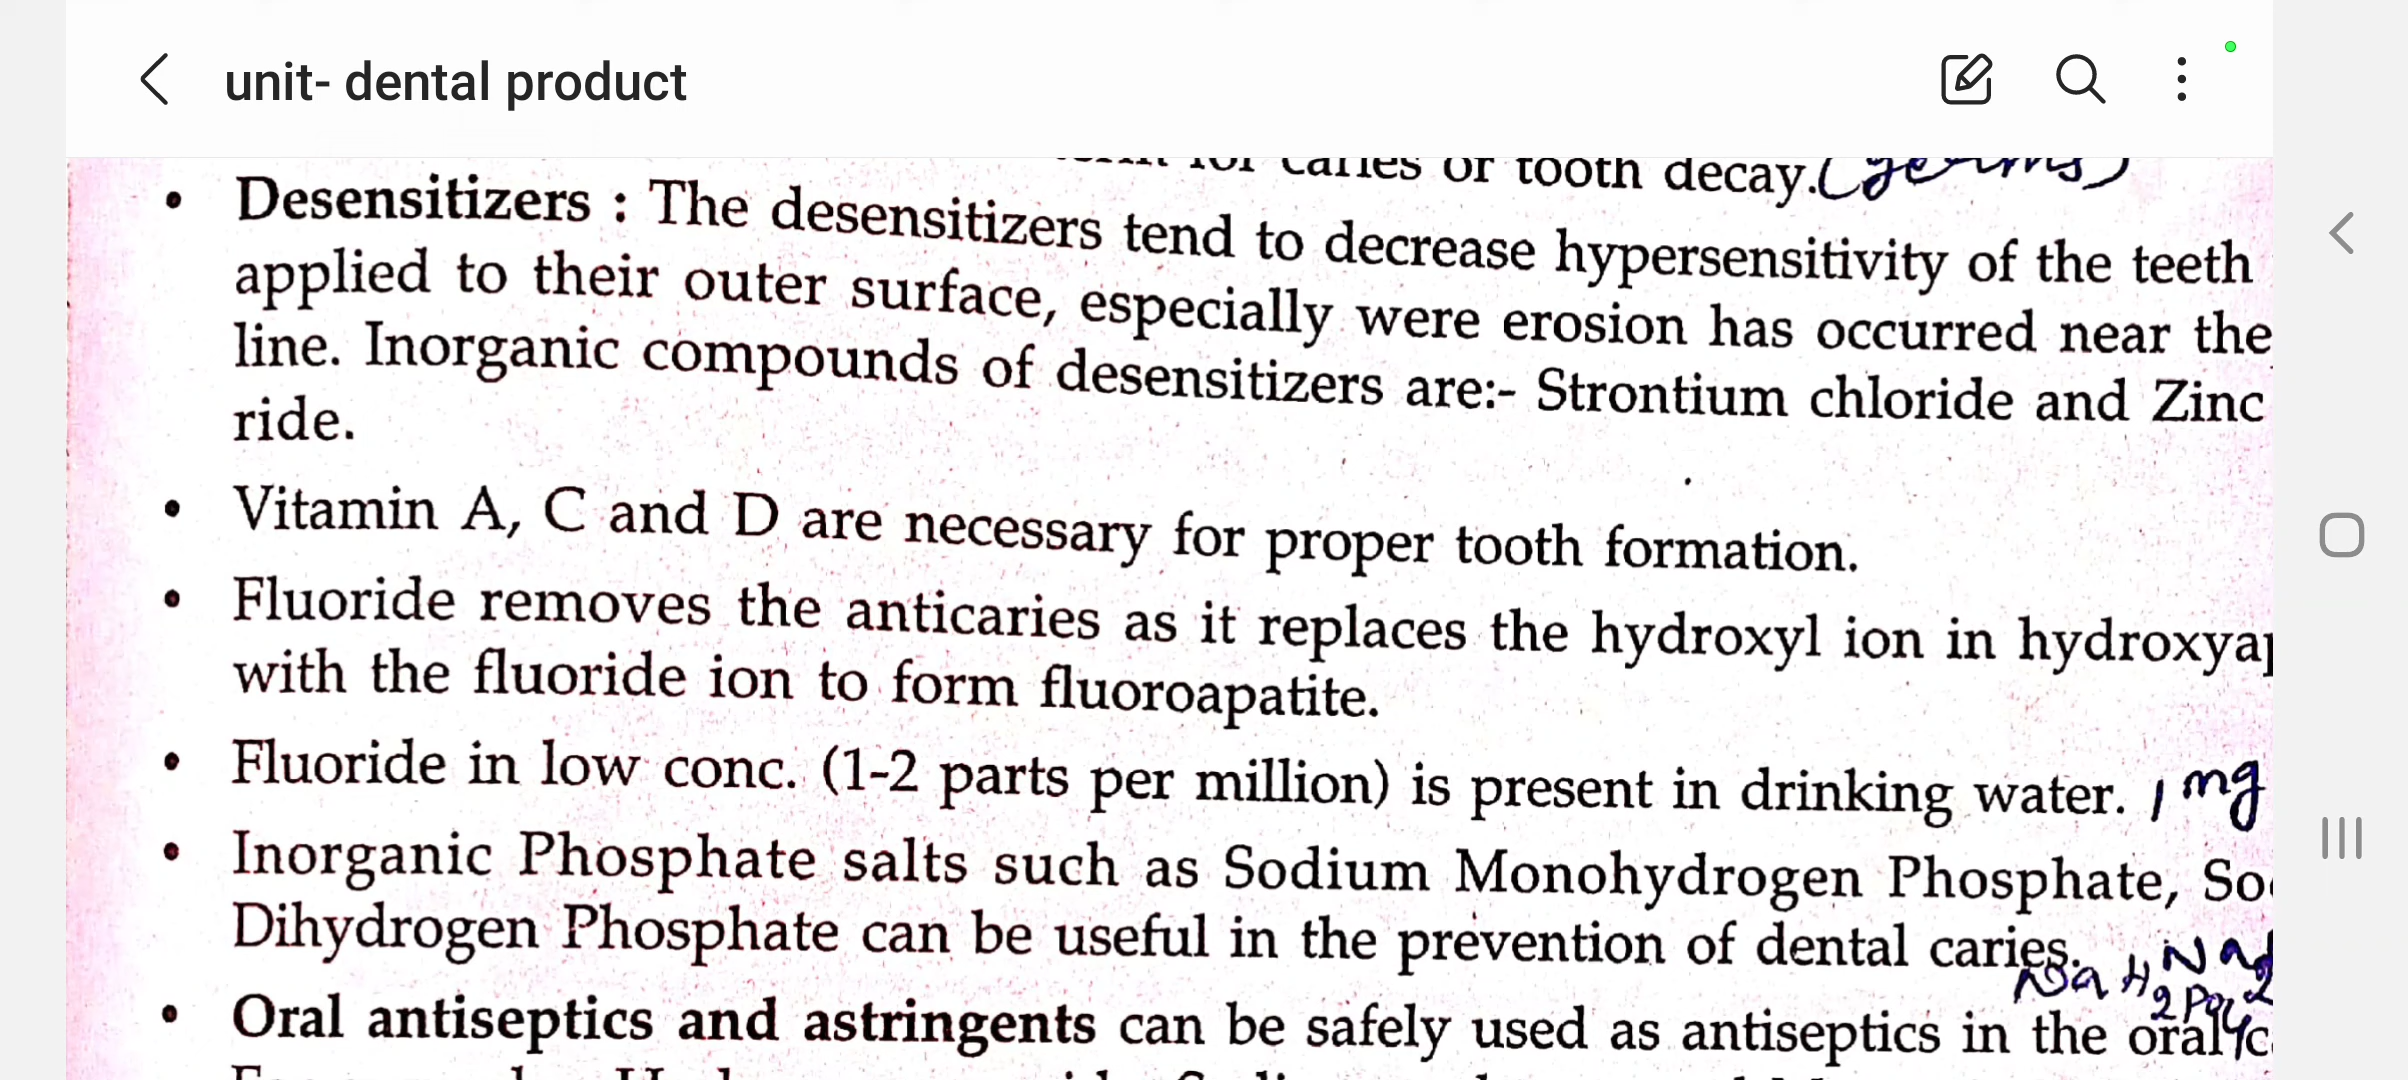 unit- dental product
for caries or tooth decay. (germs)
• Desensitizers : The desensitizers tend to decrease hypersensitivity of the teeth
applied to their outer surface, especially were erosion has occurred near the
line. Inorganic compounds of desensitizers are:- Strontium chloride and Zinc
ride.
• Vitamin A, C and D are necessary for proper tooth formation.
• Fluoride removes the anticaries as it replaces the hydroxyl ion in
with the fluoride ion to form fluoroapatite.
• Fluoride in low conc. (1-2 parts per million) is present in drinking water. 1 mg
• Inorganic Phosphate salts such as Sodium Monohydrogen Phosphate,
Dihydrogen Phosphate can be useful in the prevention of dental caries.
• Oral antiseptics and astringents can be safely used as antiseptics in the oral